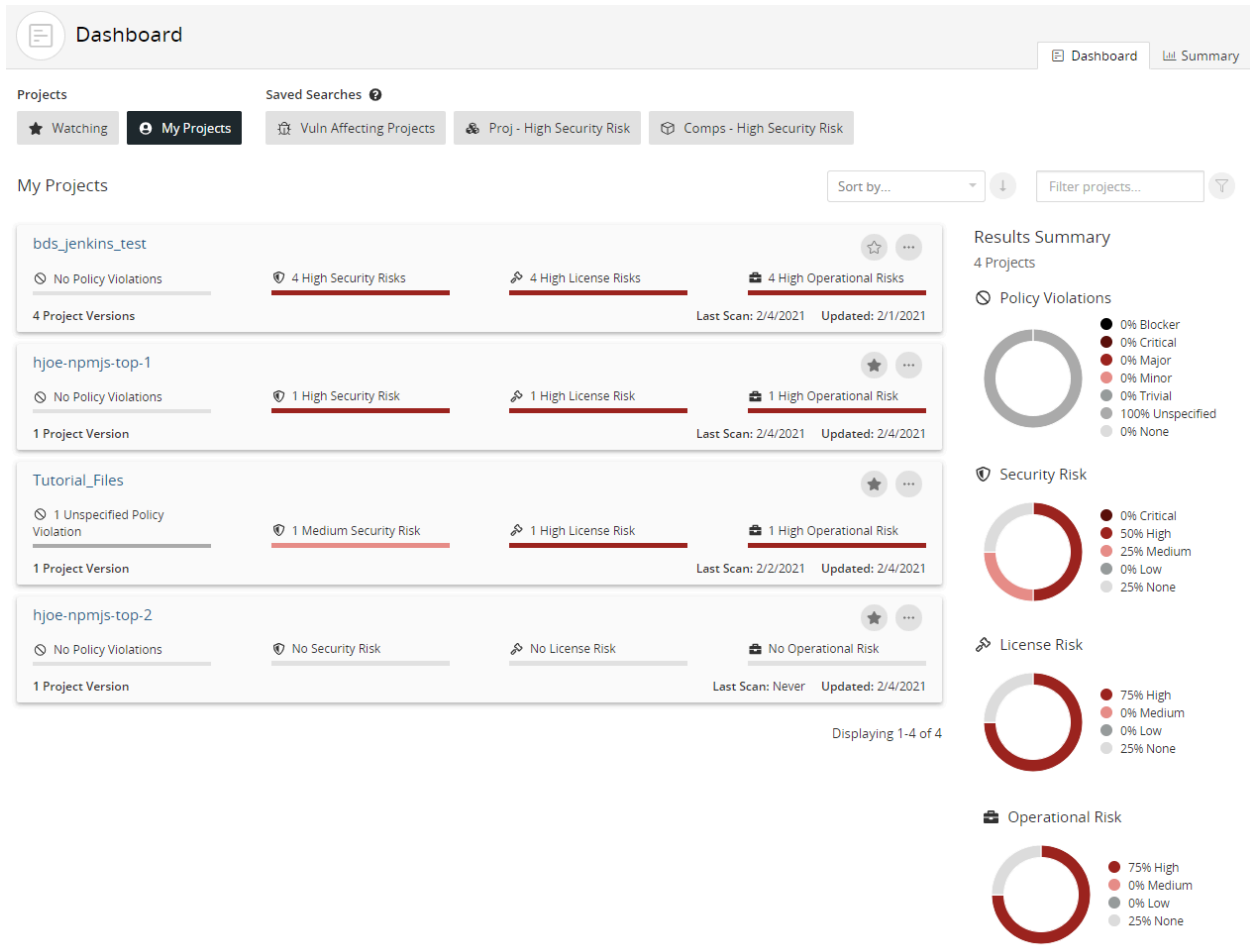 Dashboard
Dashboard
Summary
Projects
Saved Searches ?
Watching
My Projects
Vuln Affecting Projects
Proj - High Security Risk
Comps - High Security Risk
My Projects
Sort by...
Filter projects...
bds_jenkins_test
No Policy Violations
4 High Security Risks
4 High License Risks
4 High Operational Risks
4 Project Versions
Last Scan: 2/4/2021 Updated: 2/1/2021
hjoe-npmjs-top-1
No Policy Violations
1 High Security Risk
1 High License Risk
1 High Operational Risk
1 Project Version
Last Scan: 2/4/2021 Updated: 2/4/2021
Tutorial_Files
1 Unspecified Policy
Violation
1 Medium Security Risk
1 High License Risk
1 High Operational Risk
1 Project Version
Last Scan: 2/2/2021 Updated: 2/4/2021
hjoe-npmjs-top-2
No Policy Violations
No Security Risk
No License Risk
No Operational Risk
1 Project Version
Last Scan: Never Updated: 2/4/2021
Displaying 1-4 of 4
Results Summary
4 Projects
Policy Violations
0% Blocker
0% Critical
0% Major
0% Minor
0% Trivial
100% Unspecified
0% None
Security Risk
0% Critical
50% High
25% Medium
0% Low
25% None
License Risk
75% High
0% Medium
0% Low
25% None
Operational Risk
75% High
0% Medium
0% Low
25% None